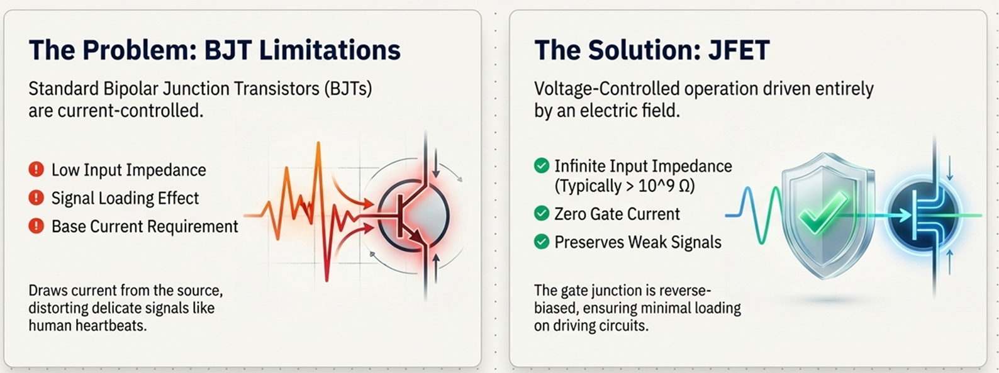 The Problem: BJT Limitations
Standard Bipolar Junction Transistors (BJTs)
are current-controlled.
Low Input Impedance
Signal Loading Effect
Base Current Requirement
Draws current from the source,
distorting delicate signals like
human heartbeats.
The Solution: JFET
Voltage-Controlled operation driven entirely
by an electric field.
Infinite Input Impedance
(Typically > 10^9 Ω)
Zero Gate Current
Preserves Weak Signals
The gate junction is reverse-
biased, ensuring minimal loading
on driving circuits.